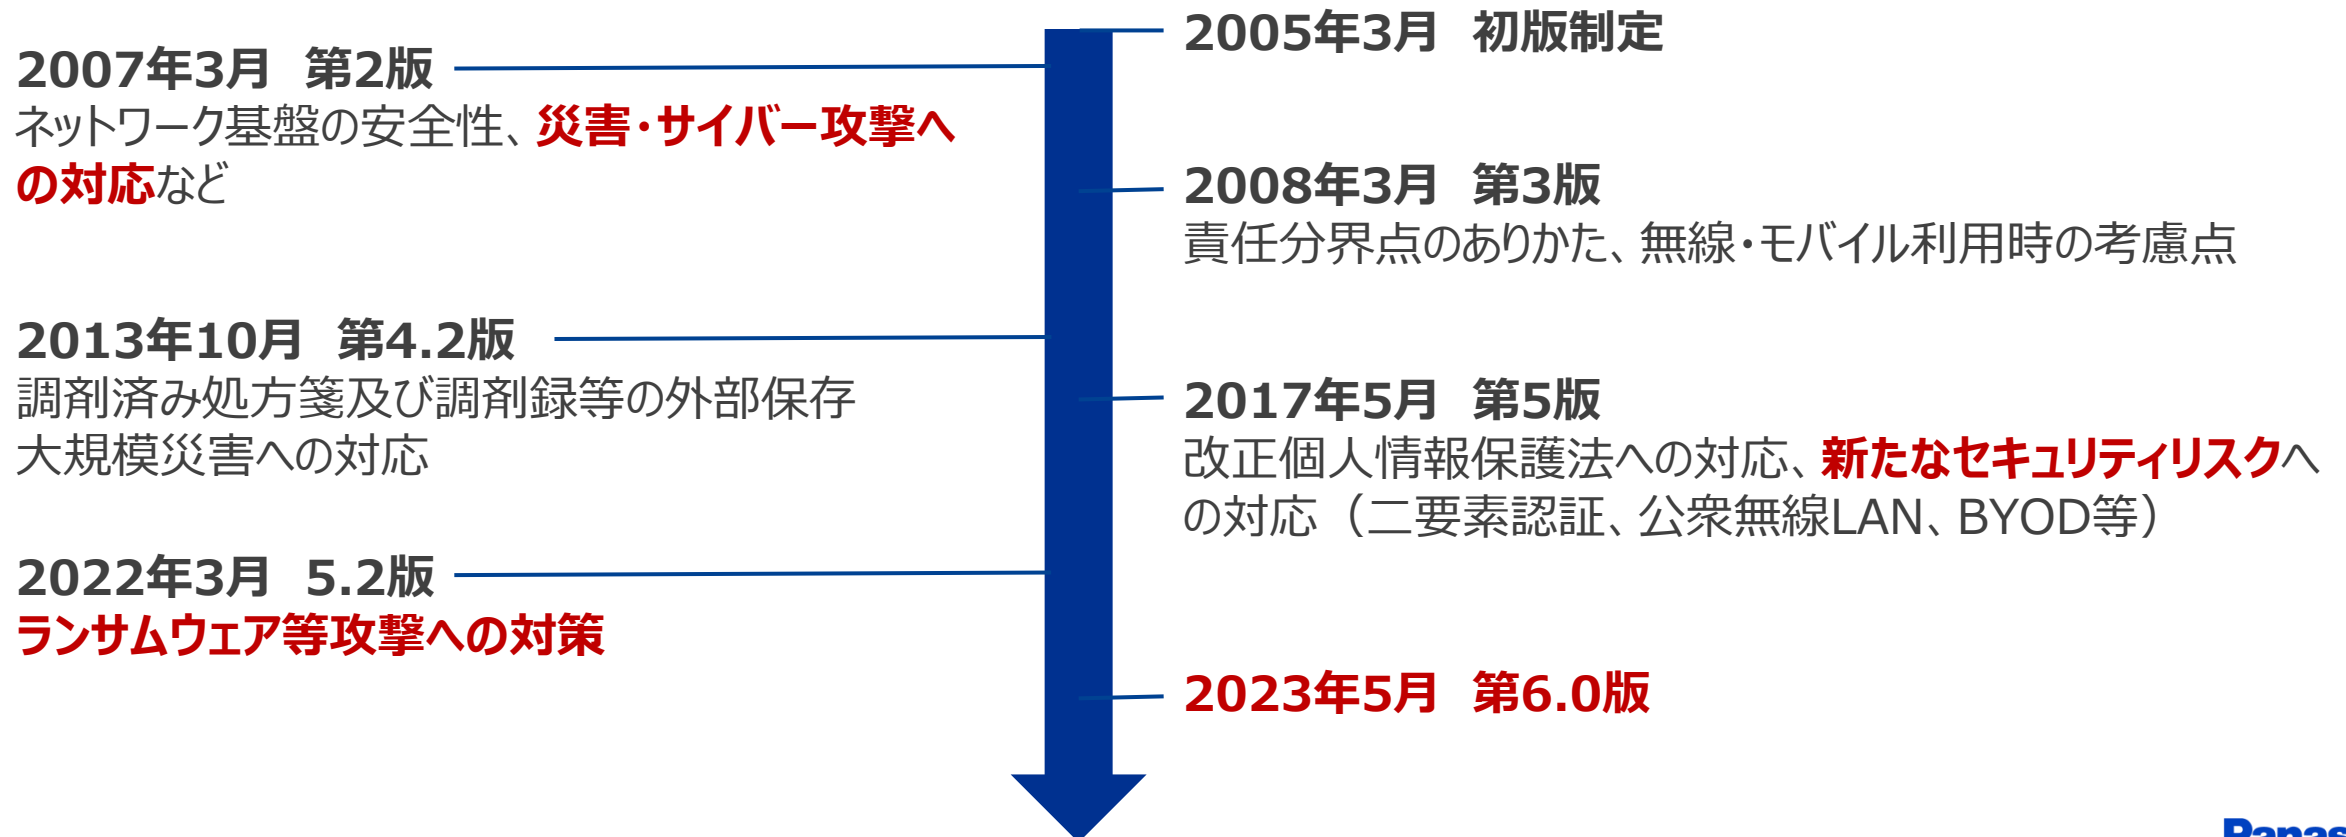 2005年3月　初版制定
2007年3月　第2版
ネットワーク基盤の安全性、災害・サイバー攻撃へ
の対応など
2008年3月　第3版
責任分界点のありかた、無線・モバイル利用時の考慮点
2013年10月　第4.2版
調剤済み処方箋及び調剤録等の外部保存
大規模災害への対応
2017年5月　第5版
改正個人情報保護法への対応、新たなセキュリティリスクへ
の対応（二要素認証、公衆無線LAN、BYOD等）
2022年3月　5.2版
ランサムウェア等攻撃への対策
2023年5月　第6.0版